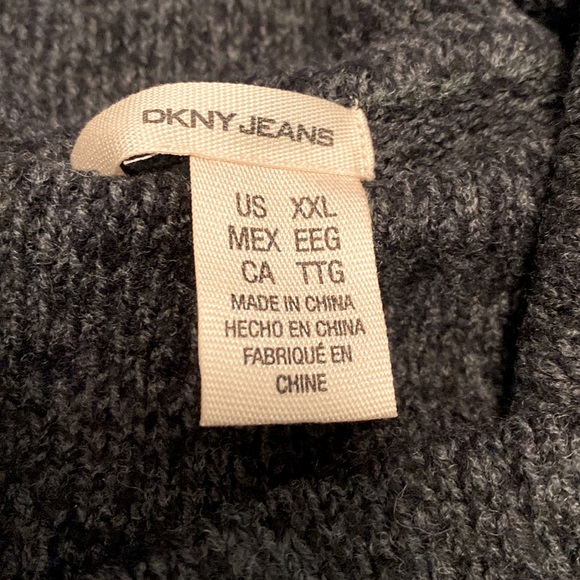 DKNY JEANS
US XXL
MEX EEG
CA TTG
MADE IN CHINA
HECHO EN CHINA
FABRIQUÉ EN
CHINE